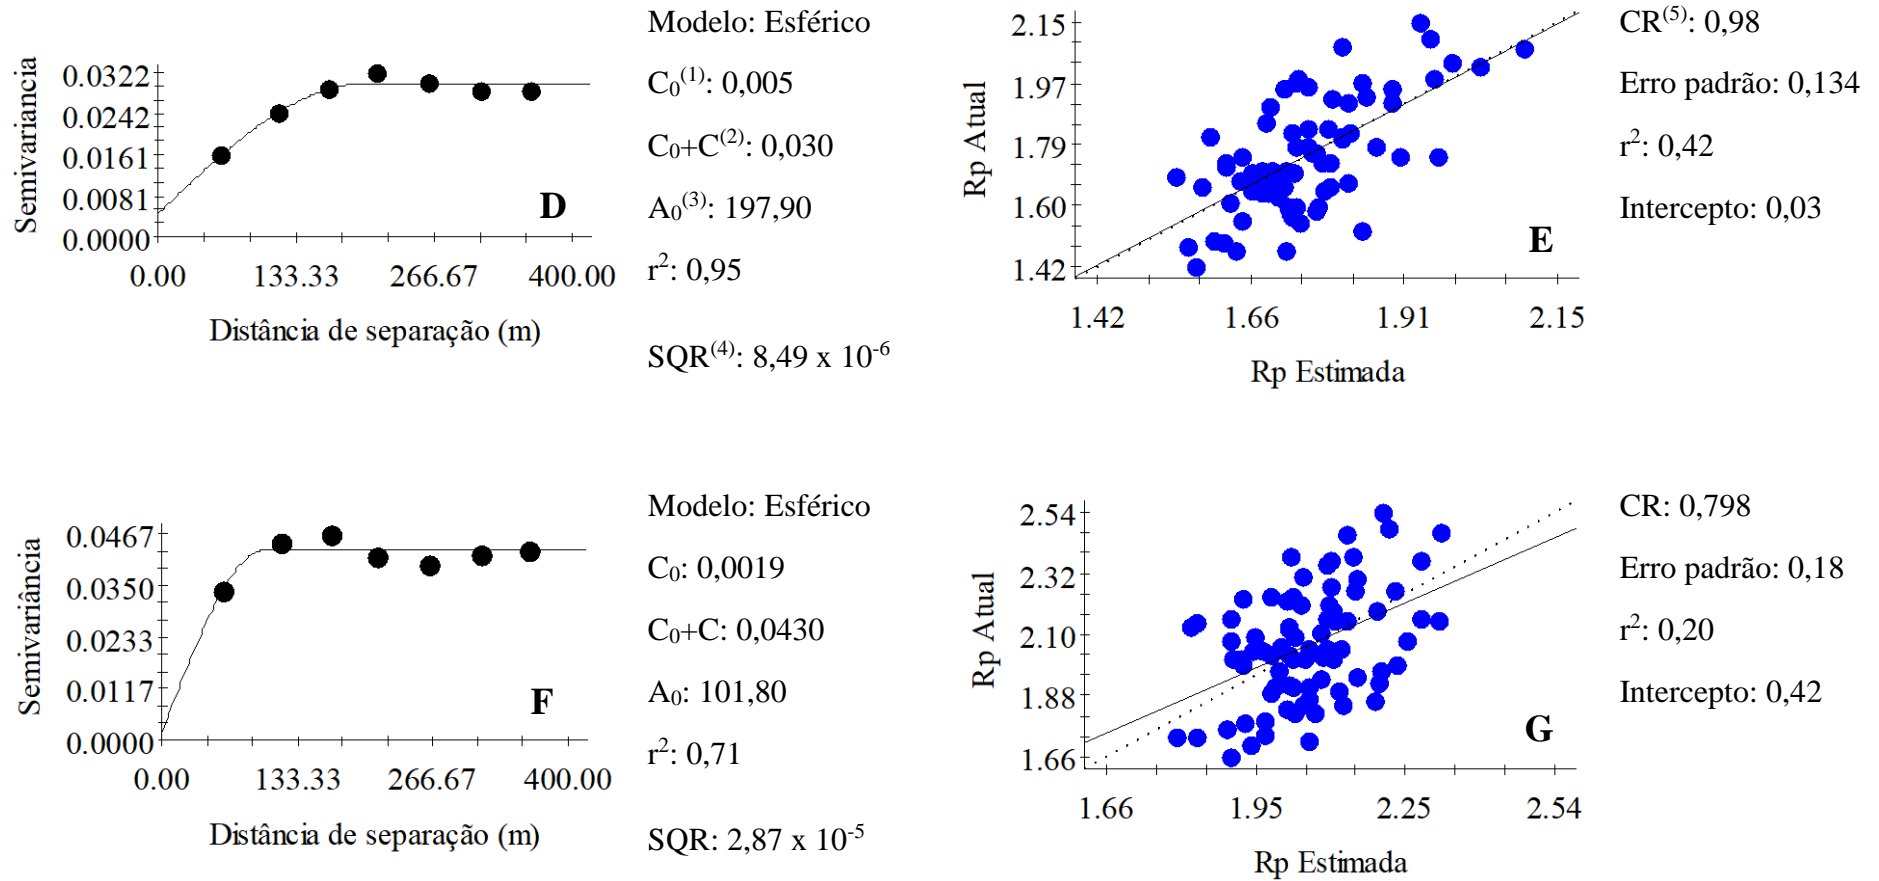 Semivariancia
0.0322
0.0242
0.0161
0.0081
0.0000
0.00 133.33 266.67 400.00
Distância de separação (m)
D
Modelo: Esférico
C₀⁽¹⁾: 0,005
C₀+C⁽²⁾: 0,030
A₀⁽³⁾: 197,90
r²: 0,95
SQR⁽⁴⁾: 8,49 x 10⁻⁶
Rp Atual
2.15
1.97
1.79
1.60
1.42
1.42 1.66 1.91 2.15
Rp Estimada
E
CR⁽⁵⁾: 0,98
Erro padrão: 0,134
r²: 0,42
Intercepto: 0,03
Semivariância
0.0467
0.0350
0.0233
0.0117
0.0000
0.00 133.33 266.67 400.00
Distância de separação (m)
F
Modelo: Esférico
C₀: 0,0019
C₀+C: 0,0430
A₀: 101,80
r²: 0,71
SQR: 2,87 x 10⁻⁵
Rp Atual
2.54
2.32
2.10
1.88
1.66
1.66 1.95 2.25 2.54
Rp Estimada
G
CR: 0,798
Erro padrão: 0,18
r²: 0,20
Intercepto: 0,42